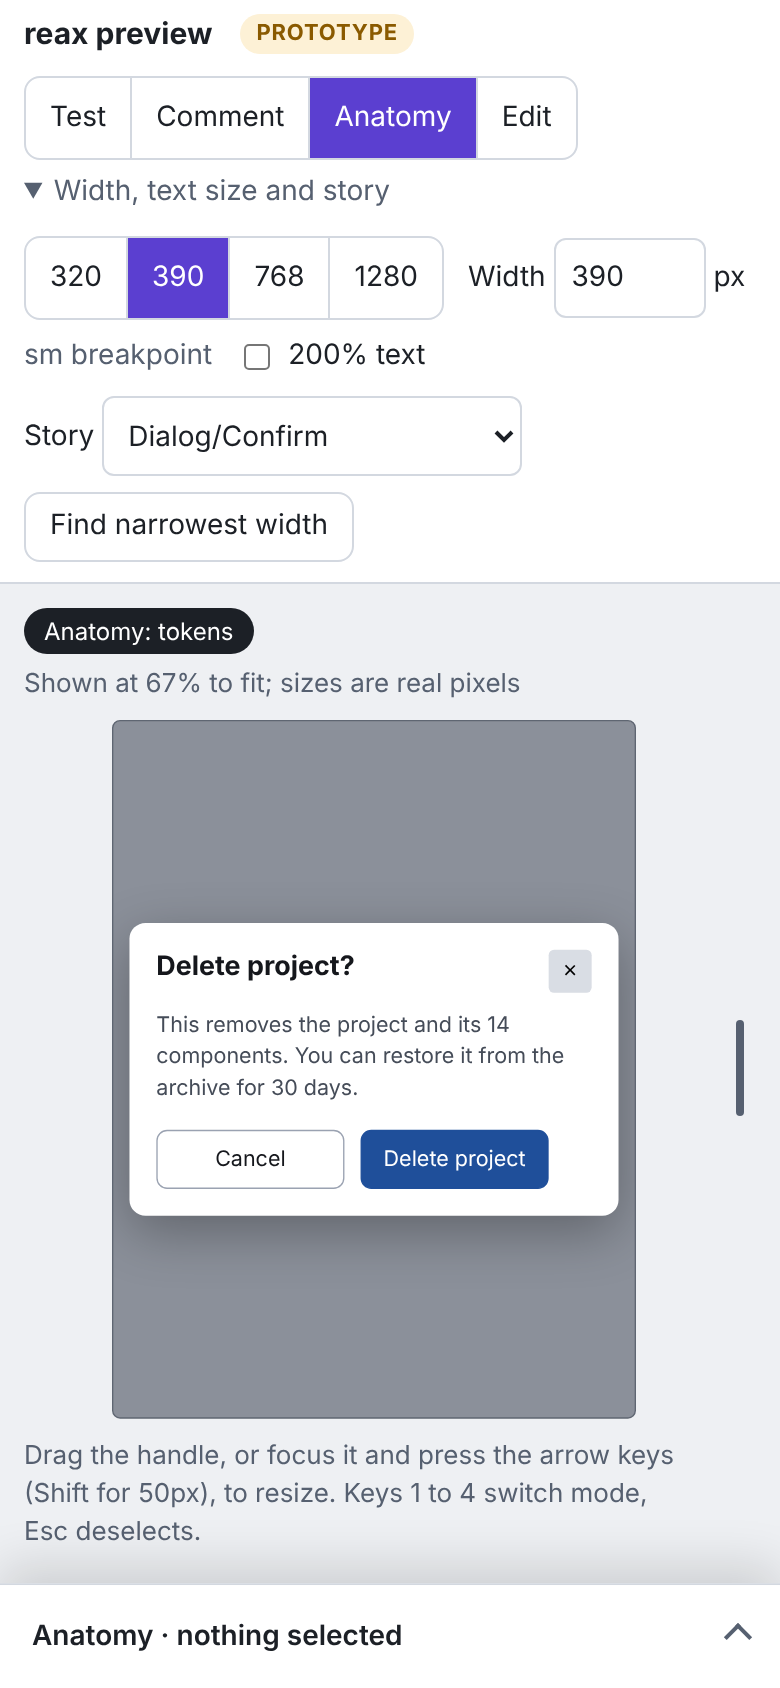 reax preview PROTOTYPE
Test Comment Anatomy Edit
▼ Width, text size and story
320 390 768 1280 Width 390 px
sm breakpoint 200% text
Story Dialog/Confirm
Find narrowest width
Anatomy: tokens
Shown at 67% to fit; sizes are real pixels
Delete project? ×
This removes the project and its 14
components. You can restore it from the
archive for 30 days.
Cancel Delete project
Drag the handle, or focus it and press the arrow keys
(Shift for 50px), to resize. Keys 1 to 4 switch mode,
Esc deselects.
Anatomy · nothing selected